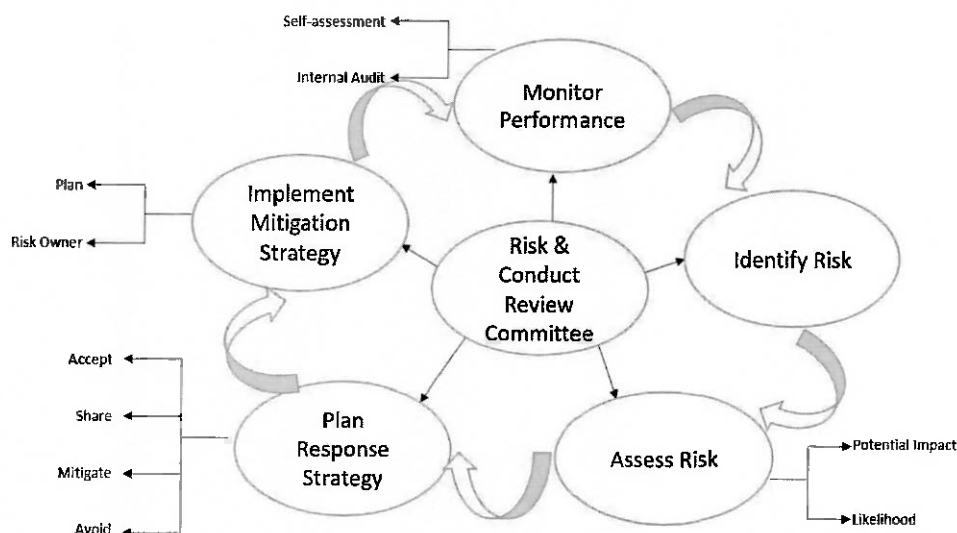 Self-assessment
Internal Audit
Monitor
Performance
Plan
Risk Owner
Implement
Mitigation
Strategy
Risk &
Conduct
Review
Committee
Identify Risk
Accept
Share
Mitigate
Avoid
Plan
Response
Strategy
Assess Risk
Potential Impact
Likelihood